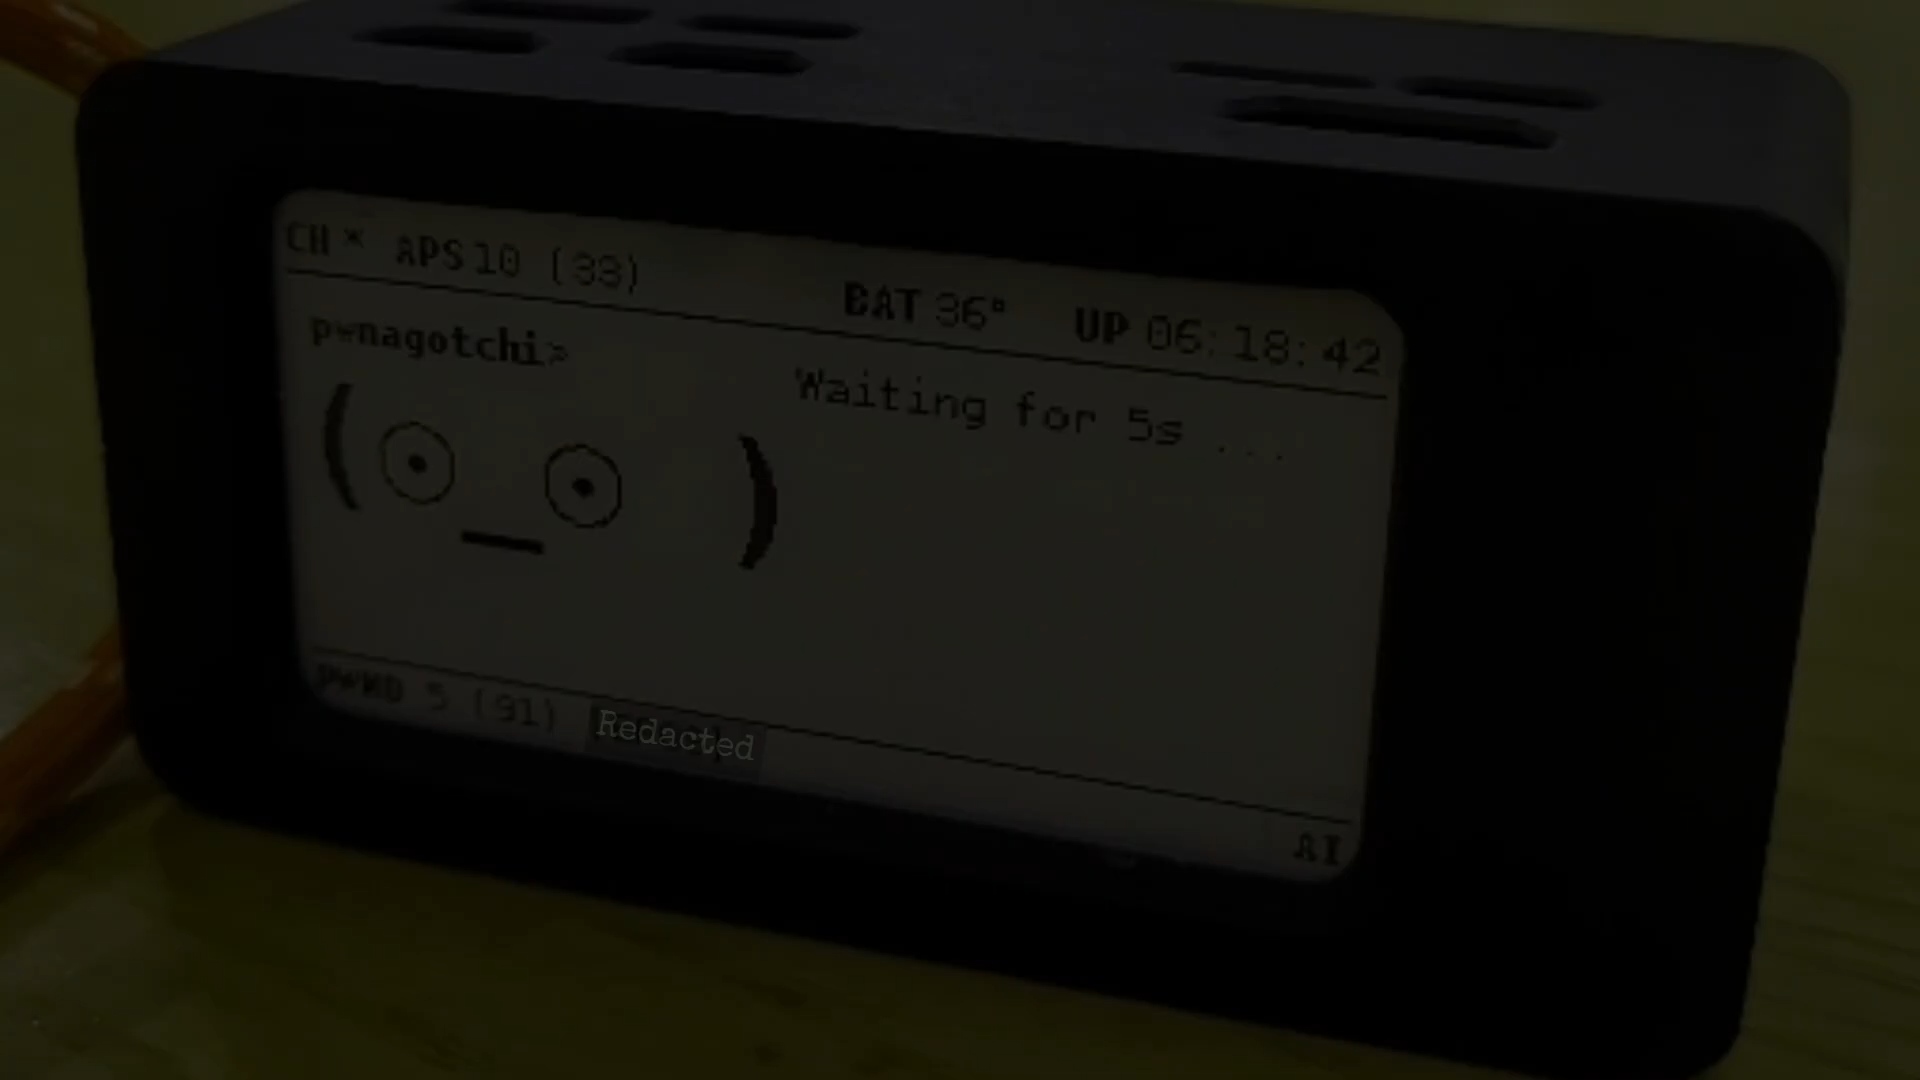 CH * APS 10 (33) BAT 36° UP 06:18:42
pwnagotchi>
Waiting for 5s ...
PWND 5 (91) Redacted
AI